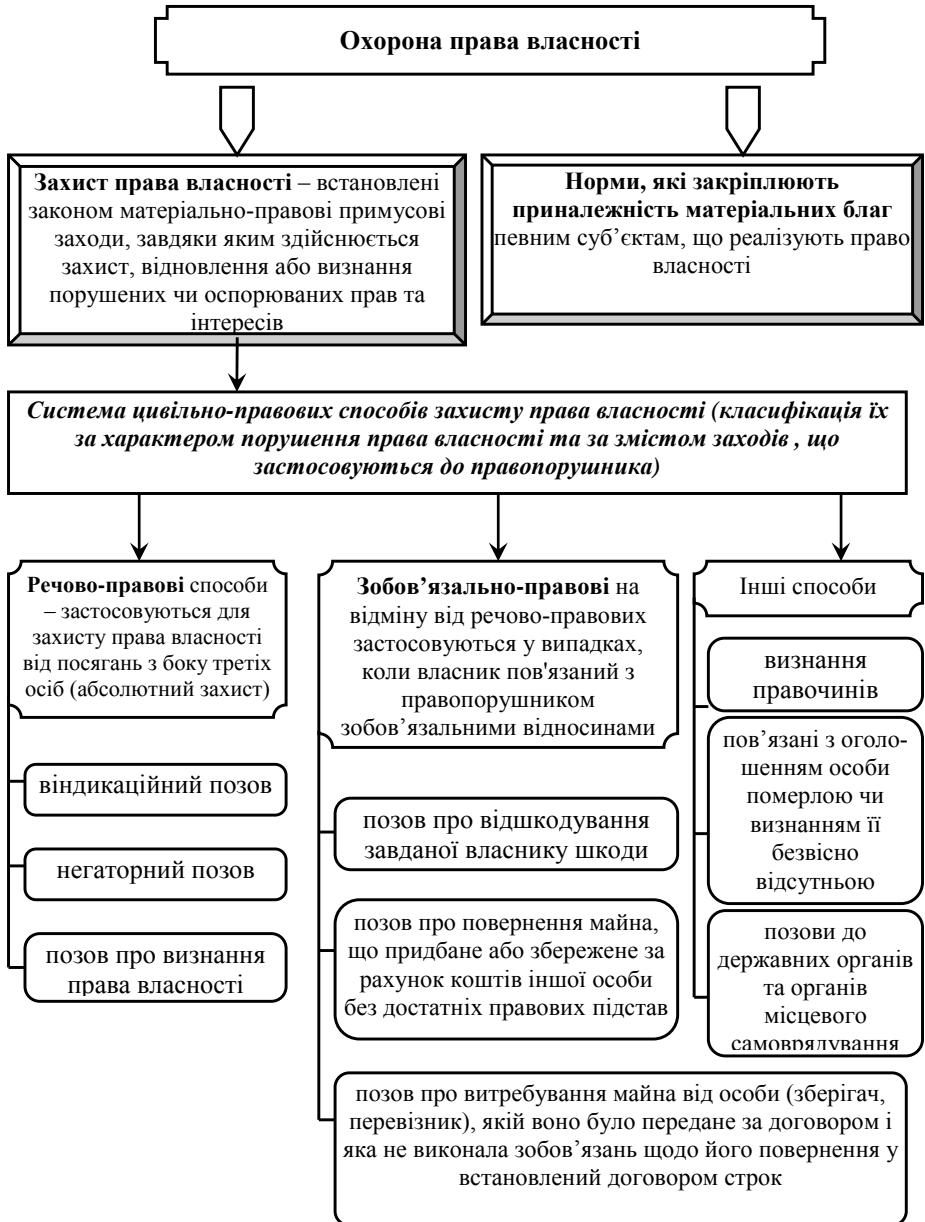 Охорона права власності
Захист права власності – встановлені
законом матеріально-правові примусові
заходи, завдяки яким здійснюється
захист, відновлення або визнання
порушених чи оспорюваних прав та
інтересів
Норми, які закріплюють
приналежність матеріальних благ
певним суб’єктам, що реалізують право
власності
Система цивільно-правових способів захисту права власності (класифікація їх
за характером порушення права власності та за змістом заходів , що
застосовуються до правопорушника)
Речово-правові способи
– застосовуються для
захисту права власності
від посягань з боку третіх
осіб (абсолютний захист)
віндикаційний позов
негаторний позов
позов про визнання
права власності
Зобов’язально-правові на
відміну від речово-правових
застосовуються у випадках,
коли власник пов'язаний з
правопорушником
зобов’язальними відносинами
позов про відшкодування
завданої власнику шкоди
позов про повернення майна,
що придбане або збережене за
рахунок коштів іншої особи
без достатніх правових підстав
позов про витребування майна від особи (зберігач,
перевізник), якій воно було передане за договором і
яка не виконала зобов’язань щодо його повернення у
встановлений договором строк
Інші способи
визнання
правочинів
пов’язані з оголо-
шенням особи
померлою чи
визнанням її
безвісно
відсутньою
позови до
державних органів
та органів
місцевого
самоврядування